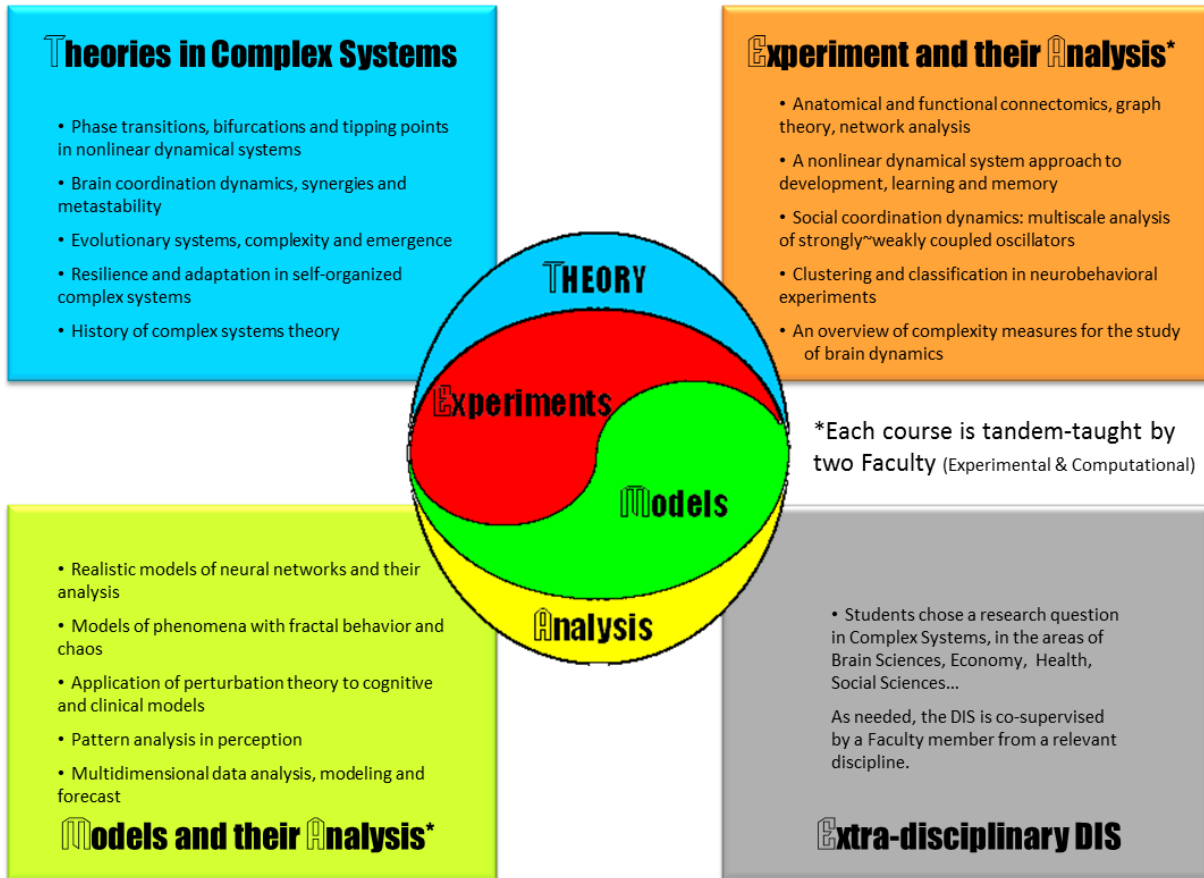 Theories in Complex Systems
• Phase transitions, bifurcations and tipping points
in nonlinear dynamical systems
• Brain coordination dynamics, synergies and
metastability
• Evolutionary systems, complexity and emergence
• Resilience and adaptation in self-organized
complex systems
• History of complex systems theory
Experiment and their Analysis*
• Anatomical and functional connectomics, graph
theory, network analysis
• A nonlinear dynamical system approach to
development, learning and memory
• Social coordination dynamics: multiscale analysis
of strongly~weakly coupled oscillators
• Clustering and classification in neurobehavioral
experiments
• An overview of complexity measures for the study
of brain dynamics
THEORY
Experiments
Models
Analysis
*Each course is tandem-taught by
two Faculty (Experimental & Computational)
• Realistic models of neural networks and their
analysis
• Models of phenomena with fractal behavior and
chaos
• Application of perturbation theory to cognitive
and clinical models
• Pattern analysis in perception
• Multidimensional data analysis, modeling and
forecast
Models and their Analysis*
• Students chose a research question
in Complex Systems, in the areas of
Brain Sciences, Economy, Health,
Social Sciences…
As needed, the DIS is co-supervised
by a Faculty member from a relevant
discipline.
Extra-disciplinary DIS